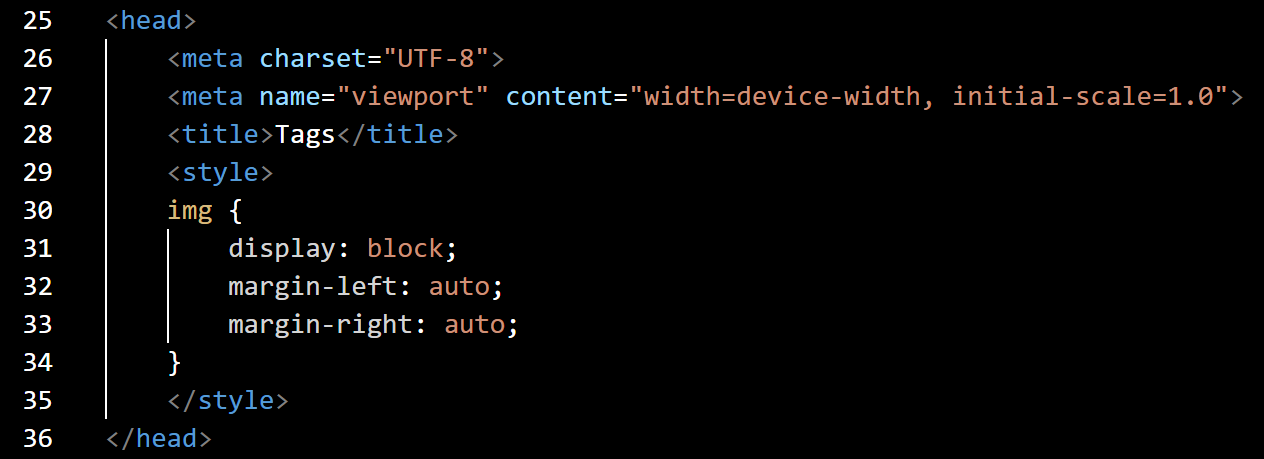 25 <head>
26 <meta charset="UTF-8">
27 <meta name="viewport" content="width=device-width, initial-scale=1.0">
28 <title>Tags</title>
29 <style>
30 img {
31 display: block;
32 margin-left: auto;
33 margin-right: auto;
34 }
35 </style>
36 </head>